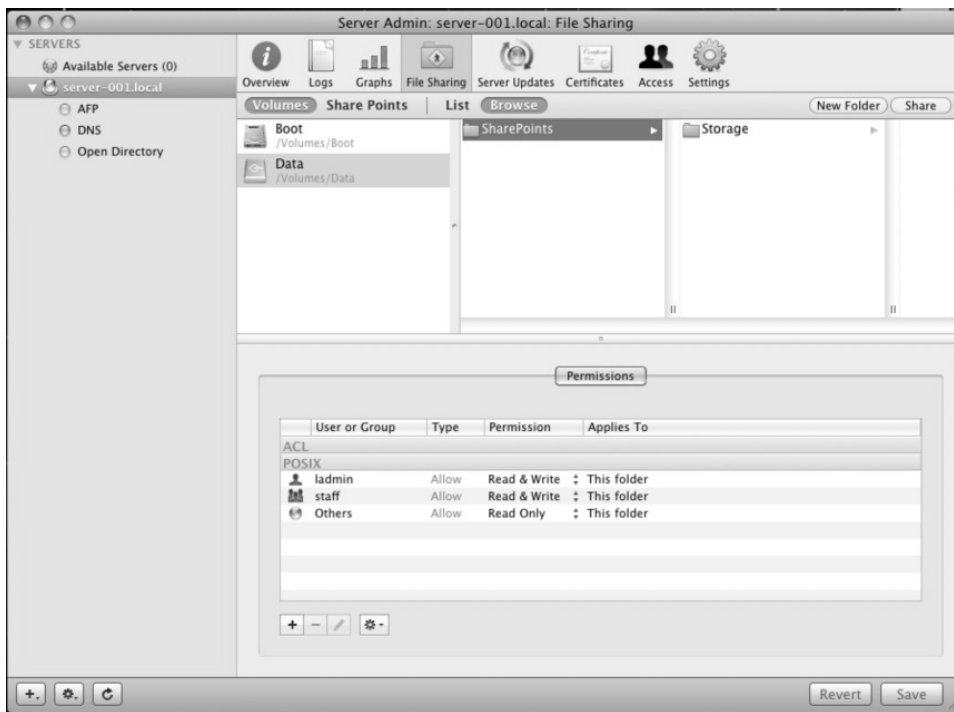 Server Admin: server-001.local: File Sharing
SERVERS
Available Servers (0)
server-001.local
AFP
DNS
Open Directory
Overview Logs Graphs File Sharing Server Updates Certificates Access Settings
Volumes Share Points List Browse New Folder Share
Boot
/Volumes/Boot
Data
/Volumes/Data
SharePoints
Storage
Permissions
User or Group Type Permission Applies To
ACL
POSIX
ladmin Allow Read & Write This folder
staff Allow Read & Write This folder
Others Allow Read Only This folder
Revert Save